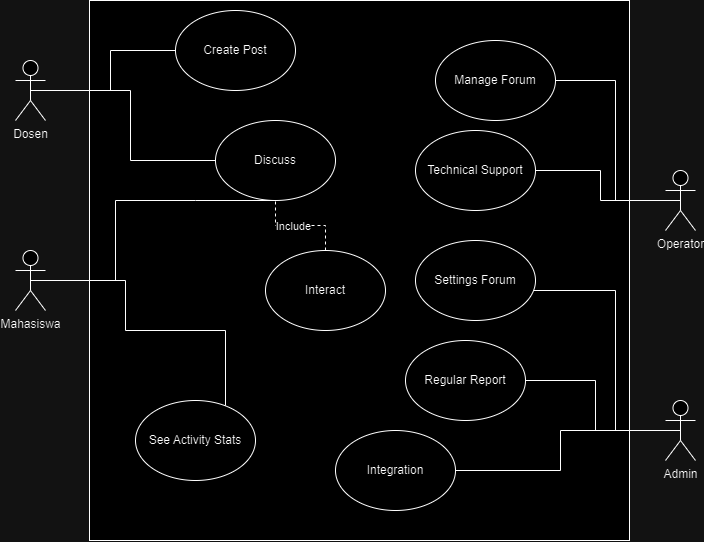 Create Post
Manage Forum
Dosen
Discuss
Technical Support
Include
Operator
Settings Forum
Interact
Mahasiswa
Regular Report
See Activity Stats
Integration
Admin